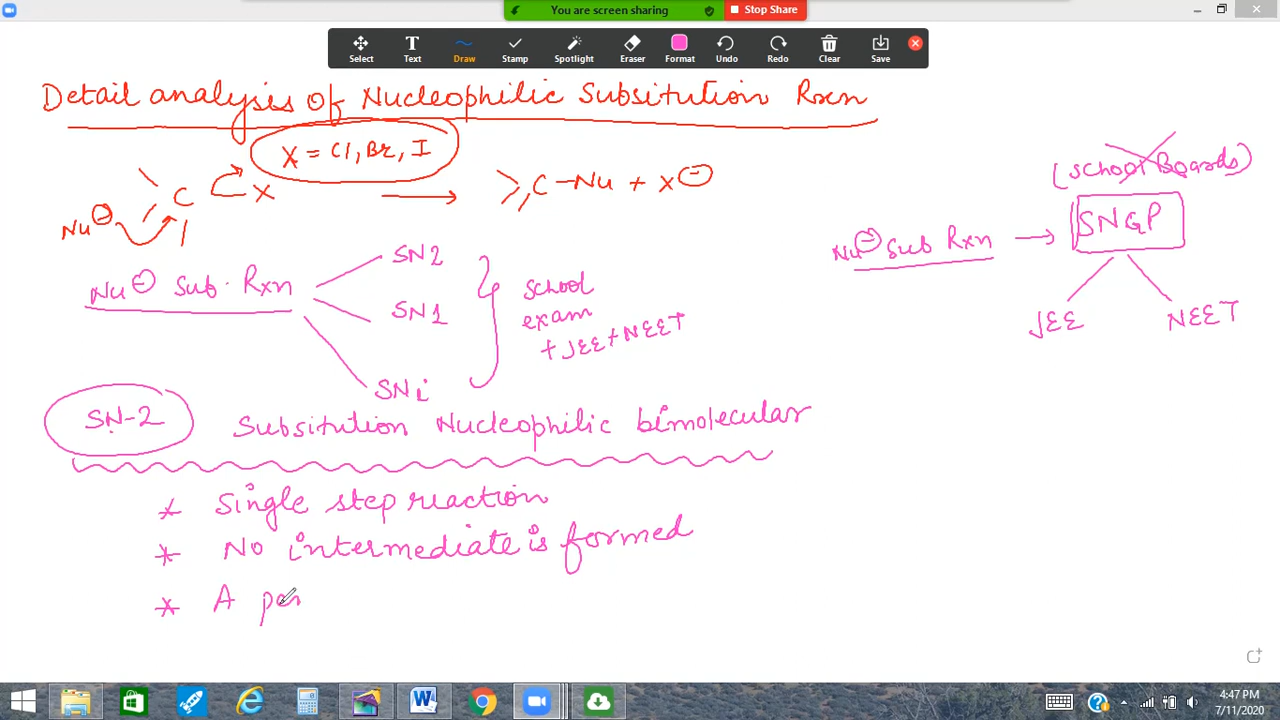 You are screen sharing
Stop Share
Select Text Draw Stamp Spotlight Eraser Format Undo Redo Clear Save
Detail analysis of Nucleophilic Subsitution Rxn
X = Cl, Br, I
Nu⊖ C X → C-Nu + X⊖
Nu⊖ Sub. Rxn
SN2
SN1
SNi
School
exam
+ JEE + NEET
(School Boards)
Nu⊖ Sub Rxn → SNGP
JEE NEET
SN-2 Subsitution Nucleophilic bimolecular
* Single step reaction
* No intermediate is formed
* A pen
4:47 PM
7/11/2020